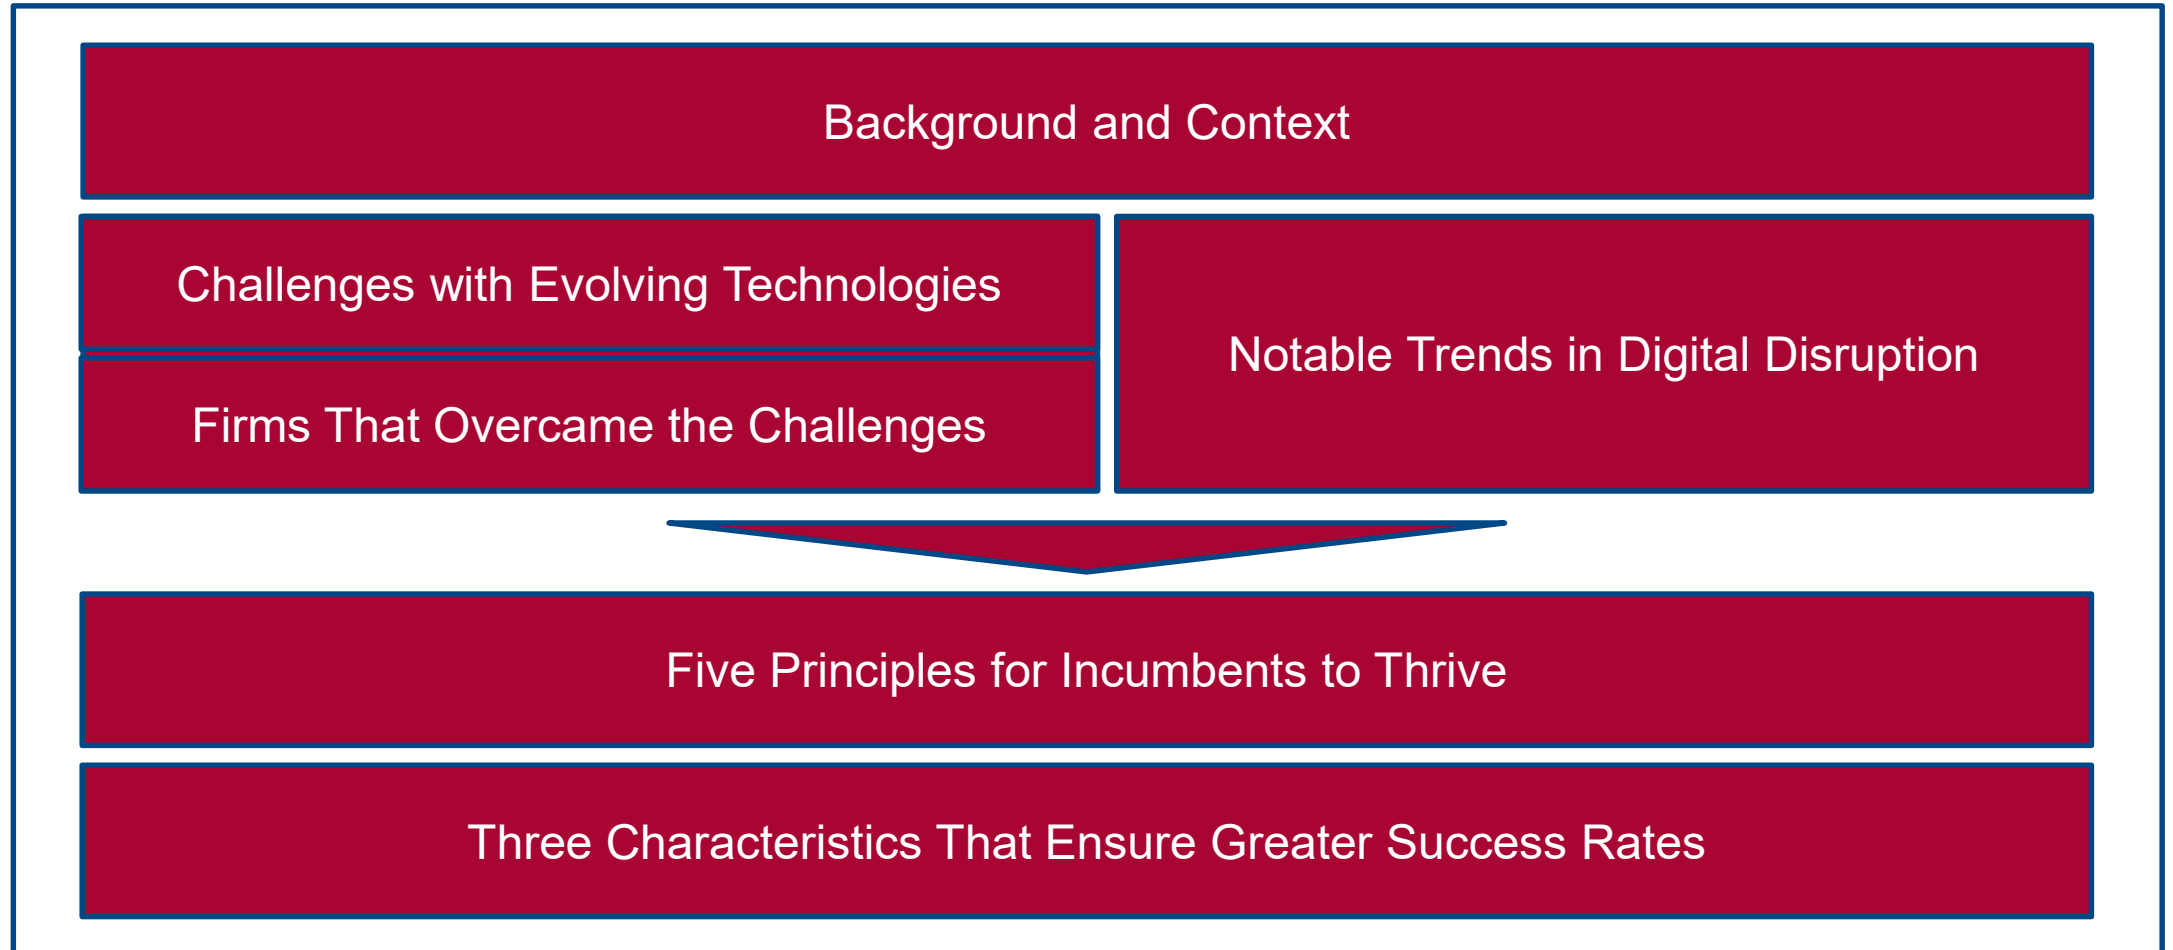 Background and Context
Challenges with Evolving Technologies
Firms That Overcame the Challenges
Notable Trends in Digital Disruption
Five Principles for Incumbents to Thrive
Three Characteristics That Ensure Greater Success Rates